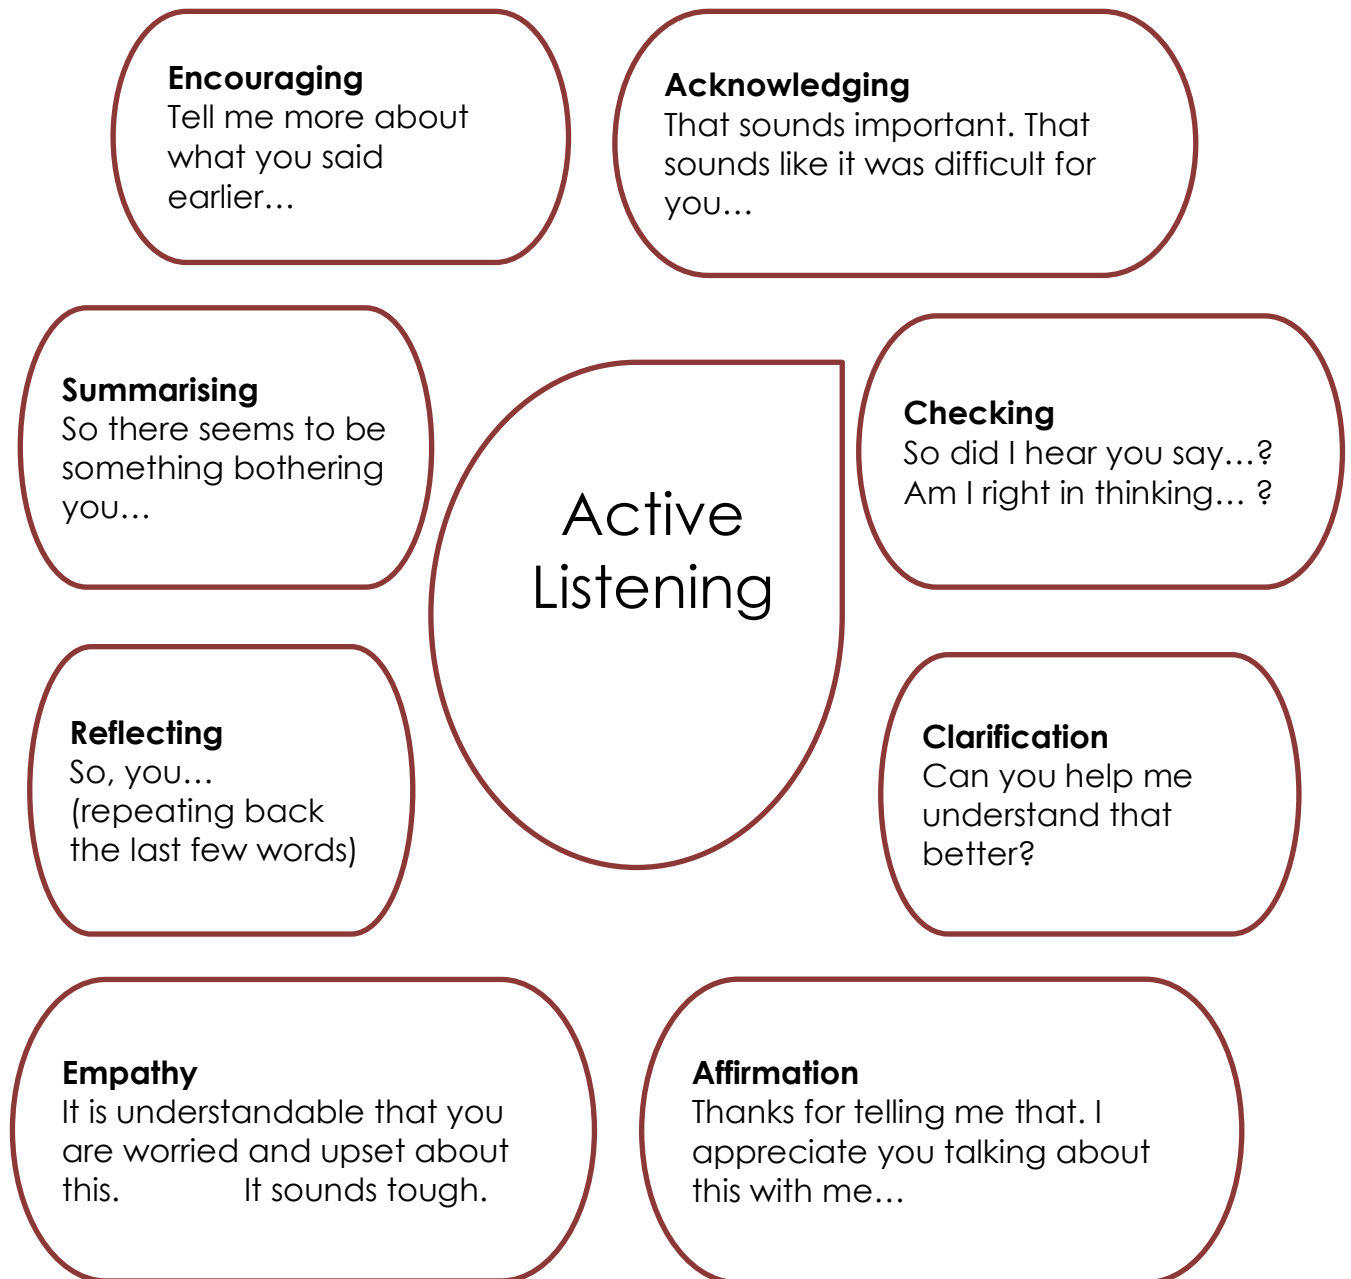 Encouraging
Tell me more about
what you said
earlier…
Acknowledging
That sounds important. That
sounds like it was difficult for
you…
Summarising
So there seems to be
something bothering
you…
Active
Listening
Checking
So did I hear you say…?
Am I right in thinking… ?
Reflecting
So, you…
(repeating back
the last few words)
Clarification
Can you help me
understand that
better?
Empathy
It is understandable that you
are worried and upset about
this. It sounds tough.
Affirmation
Thanks for telling me that. I
appreciate you talking about
this with me…